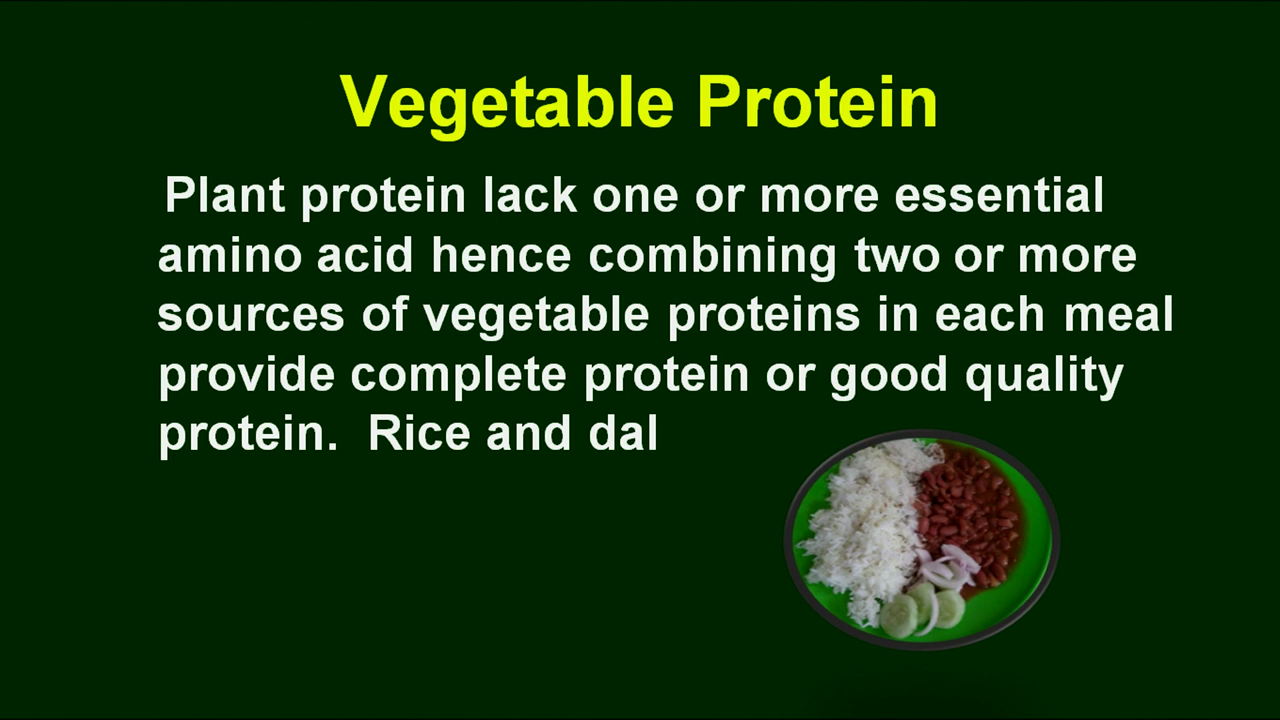 Vegetable Protein
Plant protein lack one or more essential
amino acid hence combining two or more
sources of vegetable proteins in each meal
provide complete protein or good quality
protein.  Rice and dal